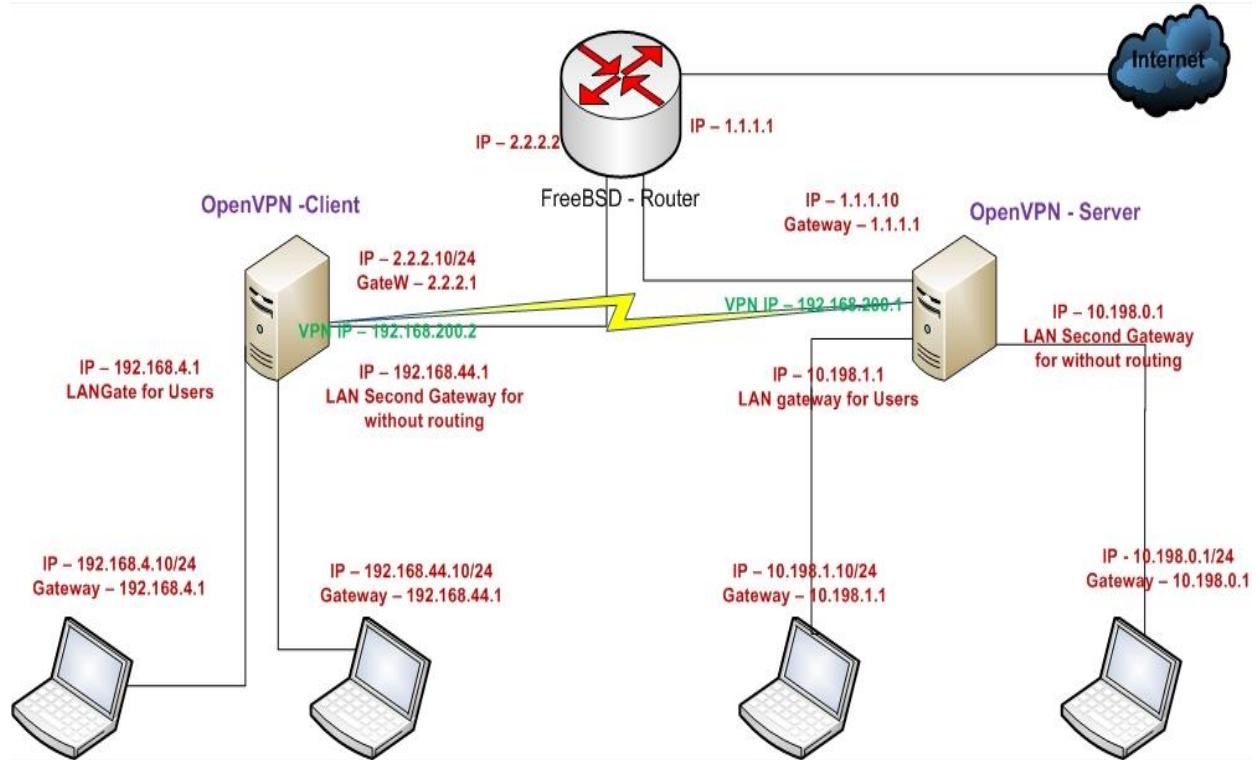 Internet
IP – 1.1.1.1
IP – 2.2.2.2
FreeBSD - Router
OpenVPN -Client
IP – 1.1.1.10
Gateway – 1.1.1.1
OpenVPN - Server
IP – 2.2.2.10/24
GateW – 2.2.2.1
VPN IP – 192.168.200.1
VPN IP – 192.168.200.2
IP – 10.198.0.1
LAN Second Gateway
for without routing
IP – 192.168.4.1
LANGate for Users
IP – 192.168.44.1
LAN Second Gateway for
without routing
IP – 10.198.1.1
LAN gateway for Users
IP – 192.168.4.10/24
Gateway – 192.168.4.1
IP – 192.168.44.10/24
Gateway – 192.168.44.1
IP – 10.198.1.10/24
Gateway – 10.198.1.1
IP - 10.198.0.1/24
Gateway – 10.198.0.1